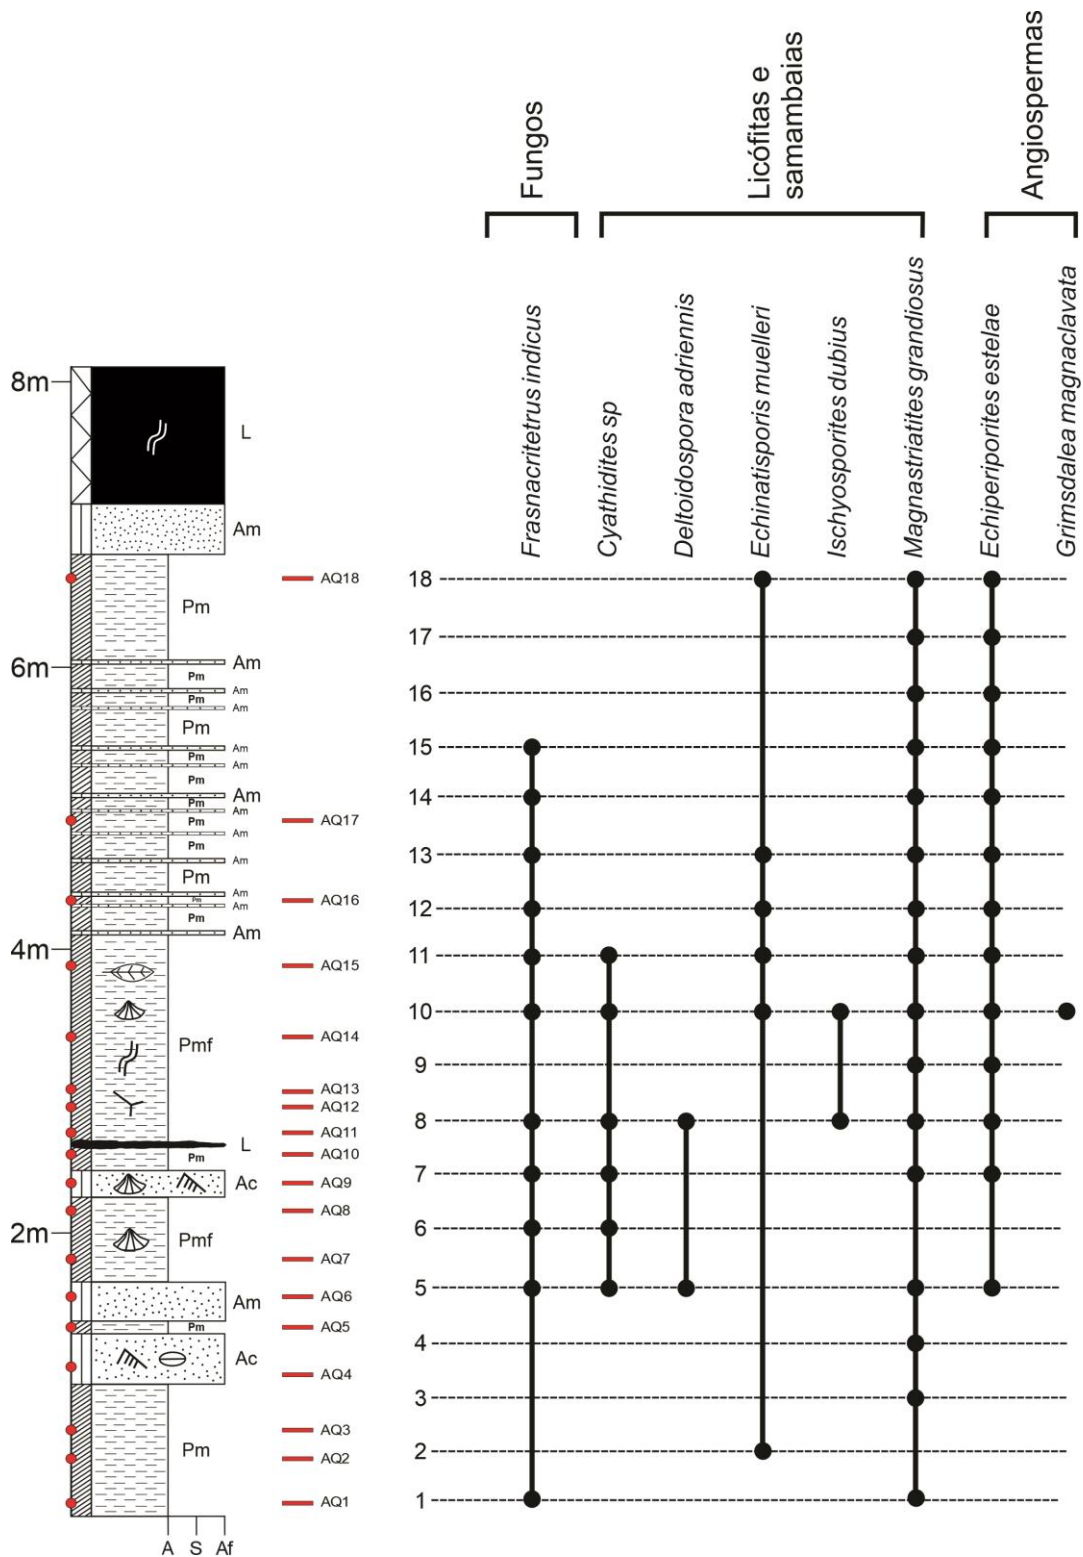 Fungos
Licófitas e
samambaias
Angiospermas
Frasnacritetrus indicus
Cyathidites sp
Deltoidospora adriennis
Echinatisporis muelleri
Ischyosporites dubius
Magnastriatites grandiosus
Echiperiporites estelae
Grimsdalea magnaclavata
8m
L
Am
AQ18
18
Pm
17
6m
Am
Pm
Am
Pm
Am
16
Pm
Am
15
Pm
Am
Pm
14
Am
Pm
Am
Pm
AQ17
Am
Pm
13
Am
Pm
Am
Pm
AQ16
12
Am
Pm
Am
4m
11
AQ15
10
AQ14
Pmf
9
AQ13
AQ12
8
AQ11
L
Pm
AQ10
7
Ac
AQ9
AQ8
6
2m
Pmf
AQ7
5
Am
AQ6
Pm
AQ5
4
Ac
AQ4
3
AQ3
Pm
AQ2
2
AQ1
1
A S Af